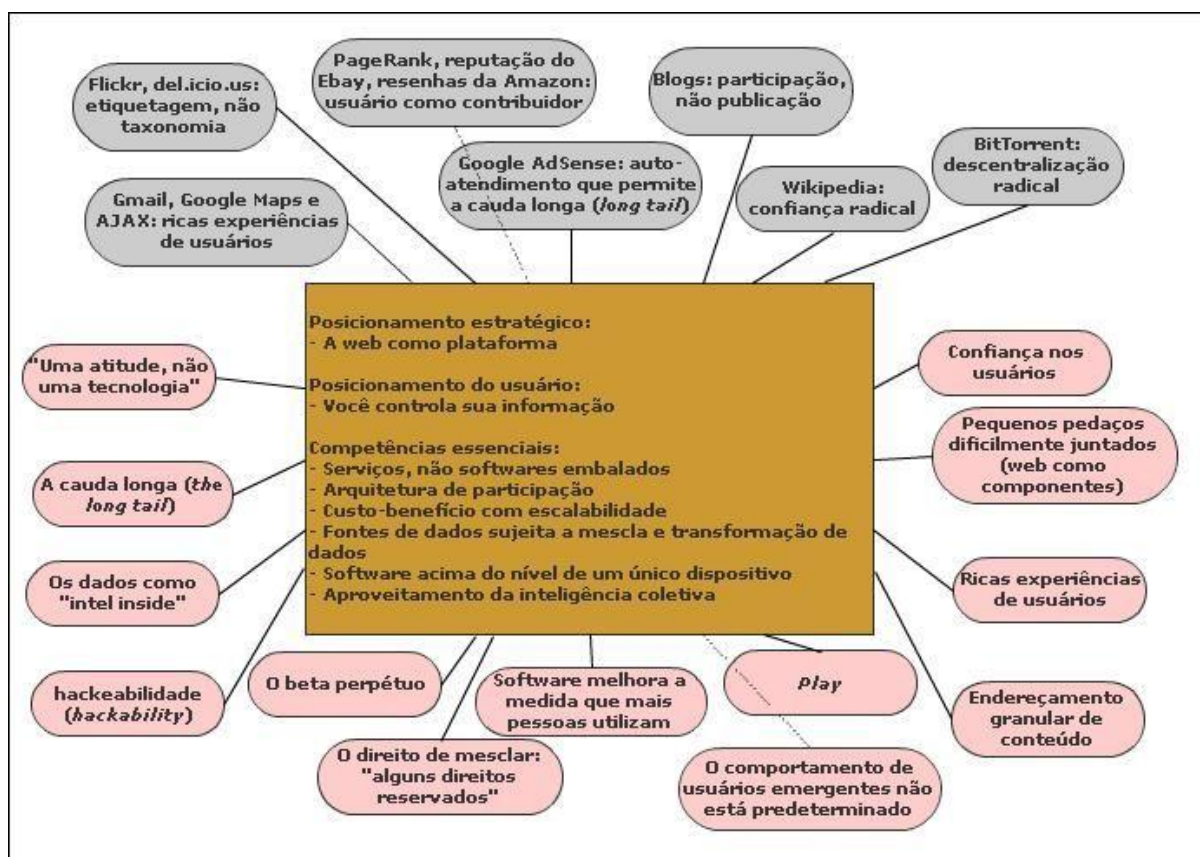 Flickr, del.icio.us:
etiquetagem, não
taxonomia
PageRank, reputação do
Ebay, resenhas da Amazon:
usuário como contribuidor
Blogs: participação,
não publicação
BitTorrent:
descentralização
radical
Gmail, Google Maps e
AJAX: ricas experiências
de usuários
Google AdSense: auto-
atendimento que permite
a cauda longa (long tail)
Wikipedia:
confiança radical
Posicionamento estratégico:
- A web como plataforma
Posicionamento do usuário:
- Você controla sua informação
Competências essenciais:
- Serviços, não softwares embalados
- Arquitetura de participação
- Custo-benefício com escalabilidade
- Fontes de dados sujeita a mescla e transformação de
dados
- Software acima do nível de um único dispositivo
- Aproveitamento da inteligência coletiva
"Uma atitude, não
uma tecnologia"
A cauda longa (the
long tail)
Os dados como
"intel inside"
hackeabilidade
(hackability)
Confiança nos
usuários
Pequenos pedaços
dificilmente juntados
(web como
componentes)
Ricas experiências
de usuários
Endereçamento
granular de
conteúdo
O beta perpétuo
Software melhora a
medida que mais
pessoas utilizam
Play
O direito de mesclar:
"alguns direitos
reservados"
O comportamento de
usuários emergentes não
está predeterminado